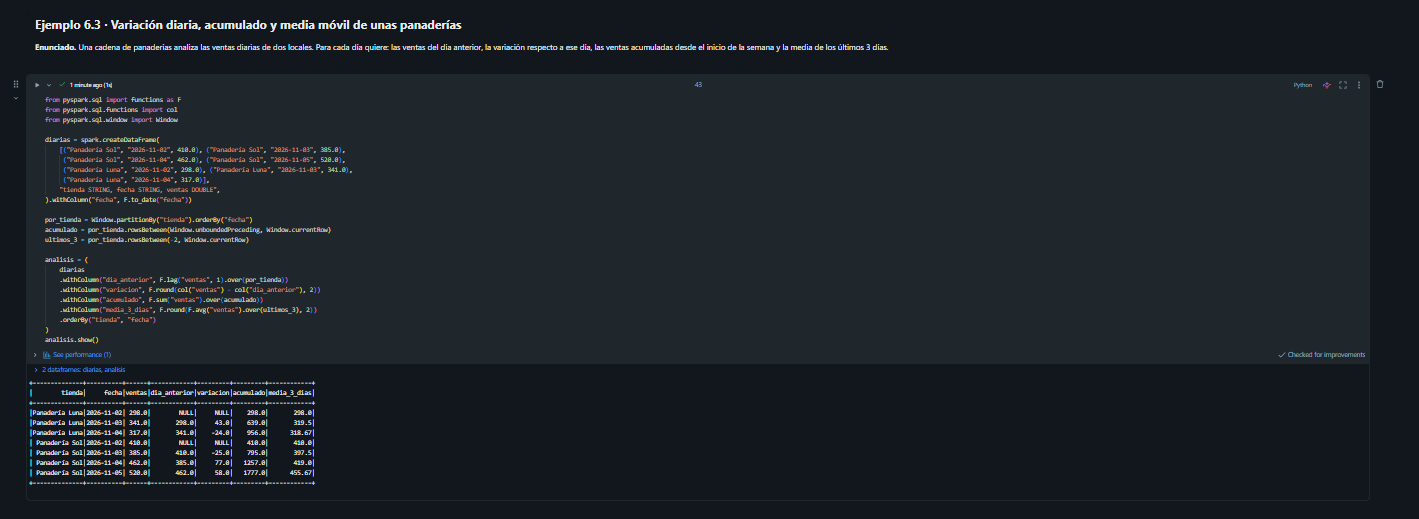 Ejemplo 6.3 · Variación diaria, acumulado y media móvil de unas panaderías
Enunciado. Una cadena de panaderías analiza las ventas diarias de dos locales. Para cada día quiere: las ventas del día anterior, la variación respecto a ese día, las ventas acumuladas desde el inicio de la semana y la media de los últimos 3 días.
1 minute ago (1s)
43
Python
from pyspark.sql import functions as F
from pyspark.sql.functions import col
from pyspark.sql.window import Window
diarias = spark.createDataFrame(
    [("Panadería Sol", "2026-11-02", 410.0), ("Panadería Sol", "2026-11-03", 385.0),
     ("Panadería Sol", "2026-11-04", 462.0), ("Panadería Sol", "2026-11-05", 520.0),
     ("Panadería Luna", "2026-11-02", 298.0), ("Panadería Luna", "2026-11-03", 341.0),
     ("Panadería Luna", "2026-11-04", 317.0)],
    "tienda STRING, fecha STRING, ventas DOUBLE",
).withColumn("fecha", F.to_date("fecha"))
por_tienda = Window.partitionBy("tienda").orderBy("fecha")
acumulado = por_tienda.rowsBetween(Window.unboundedPreceding, Window.currentRow)
ultimos_3 = por_tienda.rowsBetween(-2, Window.currentRow)
analisis = (
    diarias
    .withColumn("dia_anterior", F.lag("ventas", 1).over(por_tienda))
    .withColumn("variacion", F.round(col("ventas") - col("dia_anterior"), 2))
    .withColumn("acumulado", F.sum("ventas").over(acumulado))
    .withColumn("media_3_dias", F.round(F.avg("ventas").over(ultimos_3), 2))
    .orderBy("tienda", "fecha")
)
analisis.show()
See performance (1)
Checked for improvements
2 dataframes: diarias, analisis
+--------------+----------+------+------------+---------+---------+------------+
|        tienda|     fecha|ventas|dia_anterior|variacion|acumulado|media_3_dias|
+--------------+----------+------+------------+---------+---------+------------+
|Panadería Luna|2026-11-02| 298.0|        NULL|     NULL|    298.0|       298.0|
|Panadería Luna|2026-11-03| 341.0|       298.0|     43.0|    639.0|       319.5|
|Panadería Luna|2026-11-04| 317.0|       341.0|    -24.0|    956.0|      318.67|
| Panadería Sol|2026-11-02| 410.0|        NULL|     NULL|    410.0|       410.0|
| Panadería Sol|2026-11-03| 385.0|       410.0|    -25.0|    795.0|       397.5|
| Panadería Sol|2026-11-04| 462.0|       385.0|     77.0|   1257.0|       419.0|
| Panadería Sol|2026-11-05| 520.0|       462.0|     58.0|   1777.0|      455.67|
+--------------+----------+------+------------+---------+---------+------------+